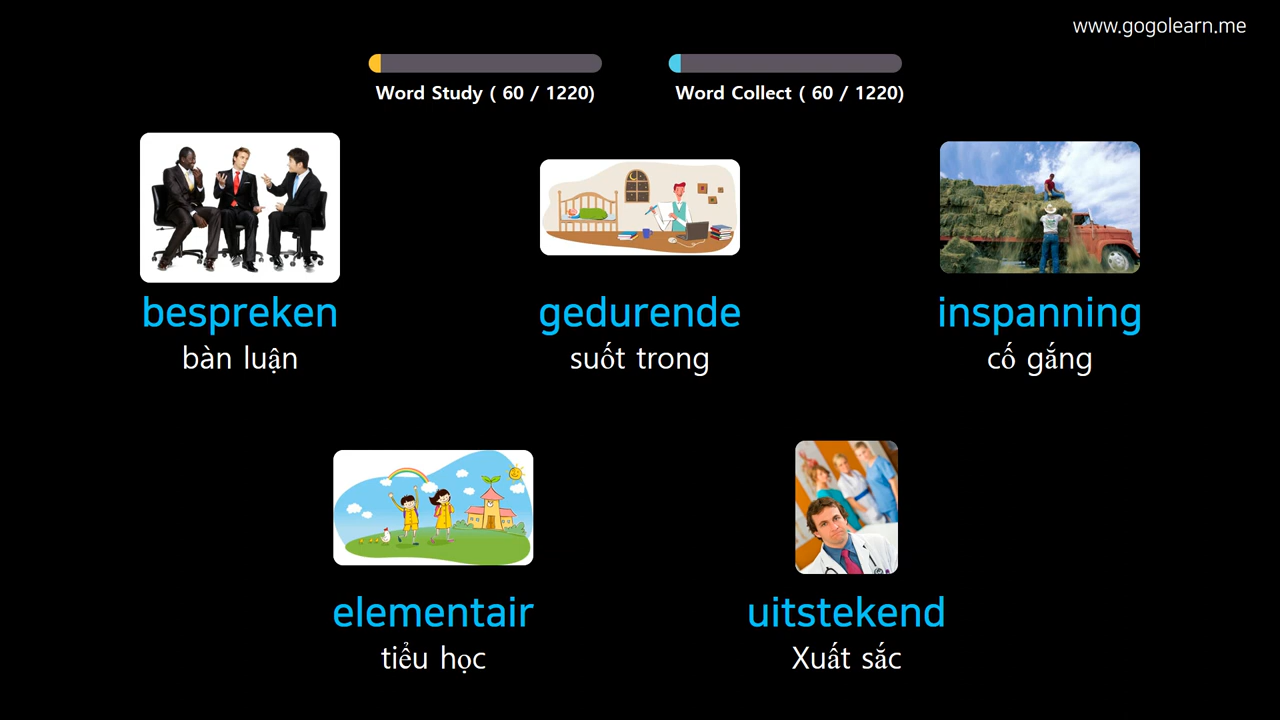 www.gogolearn.me
Word Study ( 60 / 1220)
Word Collect ( 60 / 1220)
bespreken
bàn luận
gedurende
suốt trong
inspanning
cố gắng
elementair
tiểu học
uitstekend
Xuất sắc